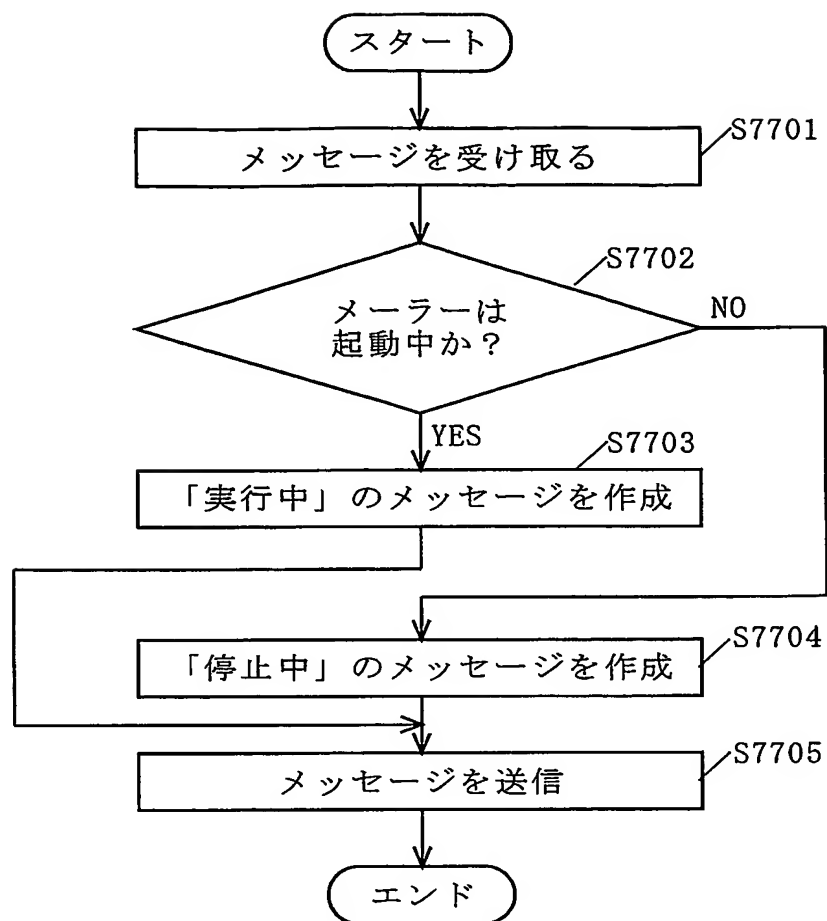 スタート
S7701
メッセージを受け取る
S7702
メーラーは
起動中か？
NO
YES
S7703
「実行中」のメッセージを作成
S7704
「停止中」のメッセージを作成
S7705
メッセージを送信
エンド